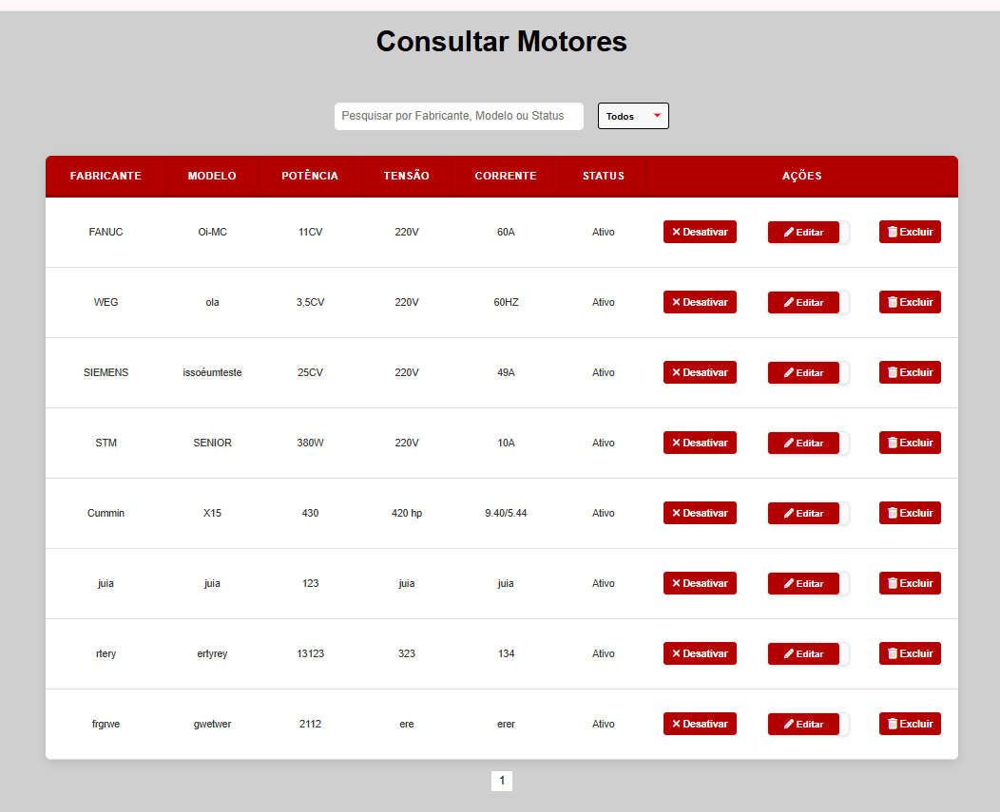 Consultar Motores
Pesquisar por Fabricante, Modelo ou Status Todos
FABRICANTE MODELO POTÊNCIA TENSÃO CORRENTE STATUS AÇÕES
FANUC Oi-MC 11CV 220V 60A Ativo Desativar Editar Excluir
WEG ola 3,5CV 220V 60HZ Ativo Desativar Editar Excluir
SIEMENS issoéumteste 25CV 220V 49A Ativo Desativar Editar Excluir
STM SENIOR 380W 220V 10A Ativo Desativar Editar Excluir
Cummin X15 430 420 hp 9.40/5.44 Ativo Desativar Editar Excluir
juia juia 123 juia juia Ativo Desativar Editar Excluir
rtery ertyrey 13123 323 134 Ativo Desativar Editar Excluir
frgrwe gwetwer 2112 ere erer Ativo Desativar Editar Excluir
1